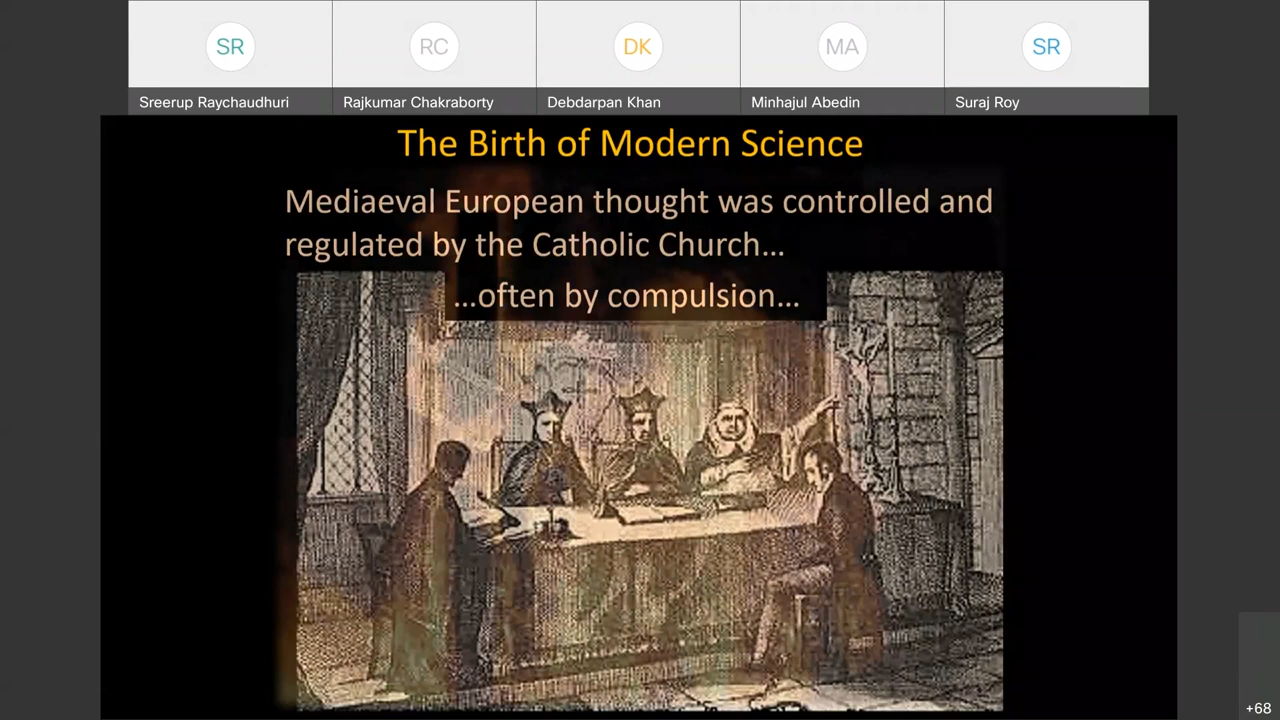 SR
RC
DK
MA
SR
Sreerup Raychaudhuri
Rajkumar Chakraborty
Debdarpan Khan
Minhajul Abedin
Suraj Roy
The Birth of Modern Science
Mediaeval European thought was controlled and
regulated by the Catholic Church…
…often by compulsion…
+68